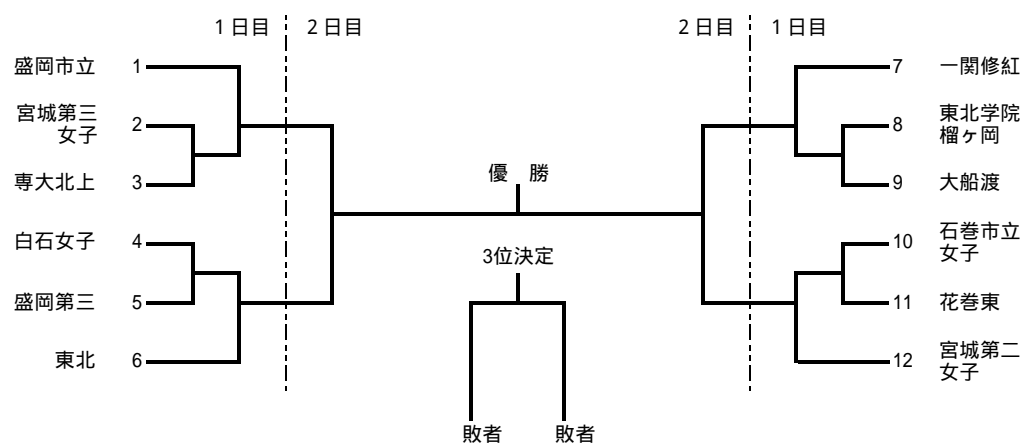 1日目
2日目
2日目
1日目
盛岡市立 1
宮城第三
女子
2
専大北上 3
白石女子 4
盛岡第三 5
東北 6
優 勝
3位決定
敗者
敗者
7 一関修紅
8
東北学院
榴ヶ岡
9 大船渡
10
石巻市立
女子
11 花巻東
12
宮城第二
女子